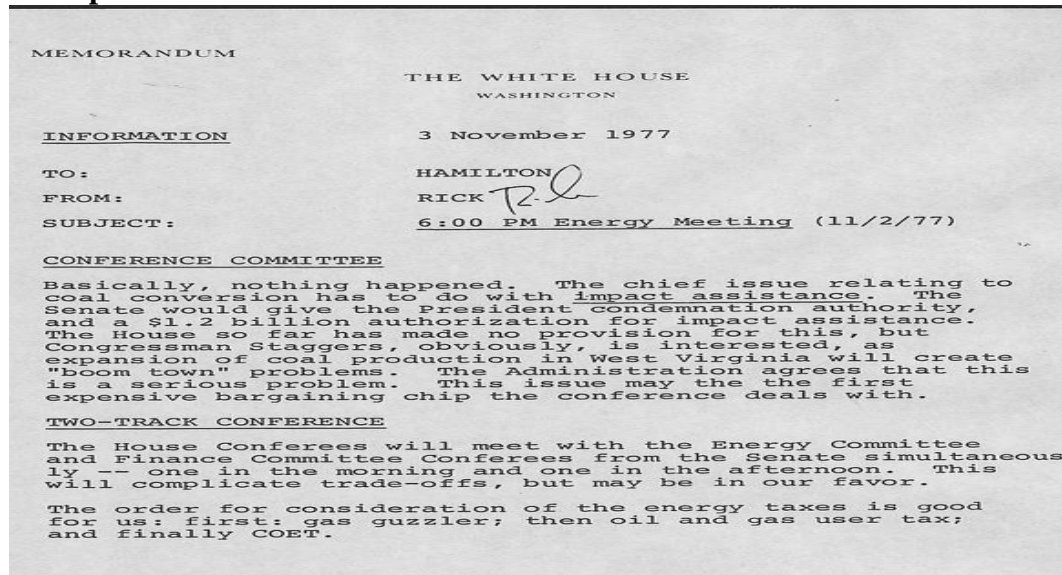 MEMORANDUM
THE WHITE HOUSE
WASHINGTON
INFORMATION 3 November 1977
TO: HAMILTON
FROM: RICK
SUBJECT: 6:00 PM Energy Meeting (11/2/77)
CONFERENCE COMMITTEE
Basically, nothing happened. The chief issue relating to
coal conversion has to do with impact assistance. The
Senate would give the President condemnation authority,
and a $1.2 billion authorization for impact assistance.
The House so far has made no provision for this, but
Congressman Staggers, obviously, is interested, as
expansion of coal production in West Virginia will create
"boom town" problems. The Administration agrees that this
is a serious problem. This issue may the the first
expensive bargaining chip the conference deals with.
TWO-TRACK CONFERENCE
The House Conferees will meet with the Energy Committee
and Finance Committee Conferees from the Senate simultaneous
ly -- one in the morning and one in the afternoon. This
will complicate trade-offs, but may be in our favor.
The order for consideration of the energy taxes is good
for us: first: gas guzzler; then oil and gas user tax;
and finally COET.